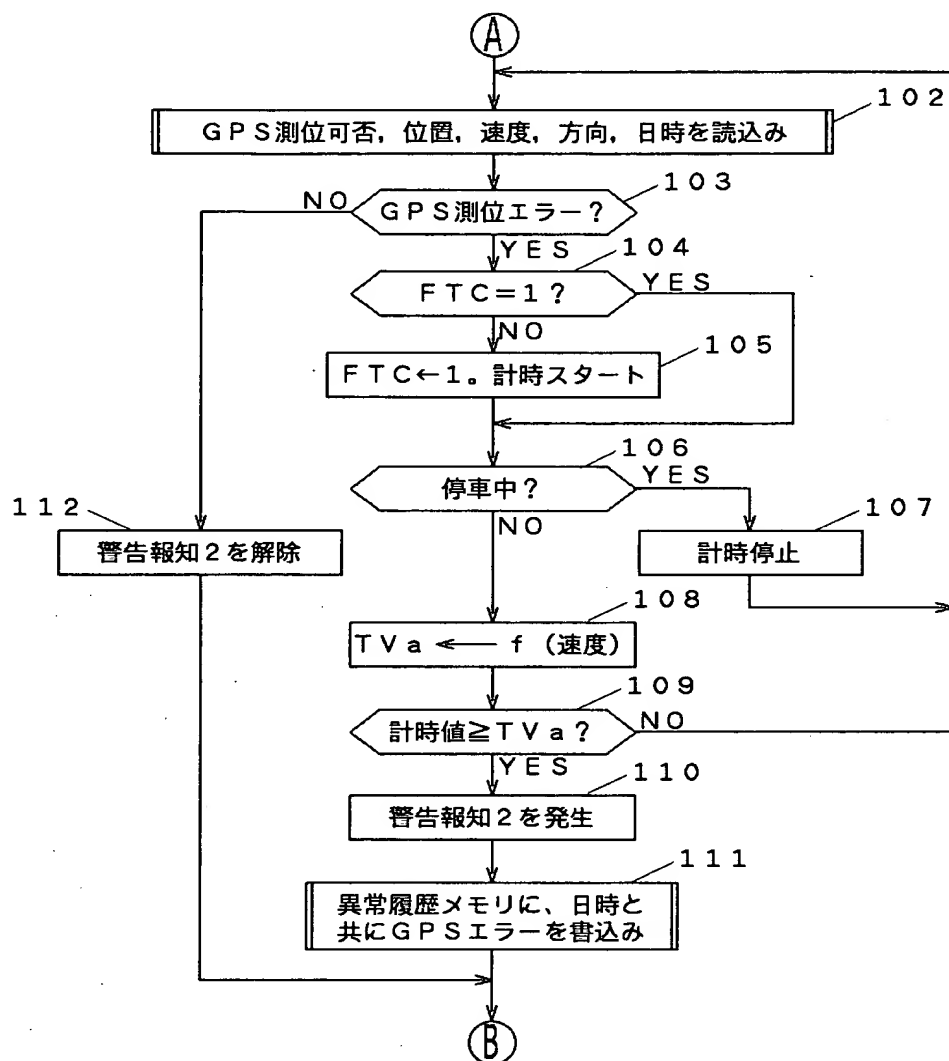 A
102
GPS測位可否,位置,速度,方向,日時を読込み
103
NO
GPS測位エラー?
YES
104
FTC=1?
YES
NO
105
FTC←1。計時スタート
106
停車中?
YES
NO
107
計時停止
112
警告報知2を解除
108
TVa ← f (速度)
109
計時値≧TVa?
NO
YES
110
警告報知2を発生
111
異常履歴メモリに、日時と
共にGPSエラーを書込み
B